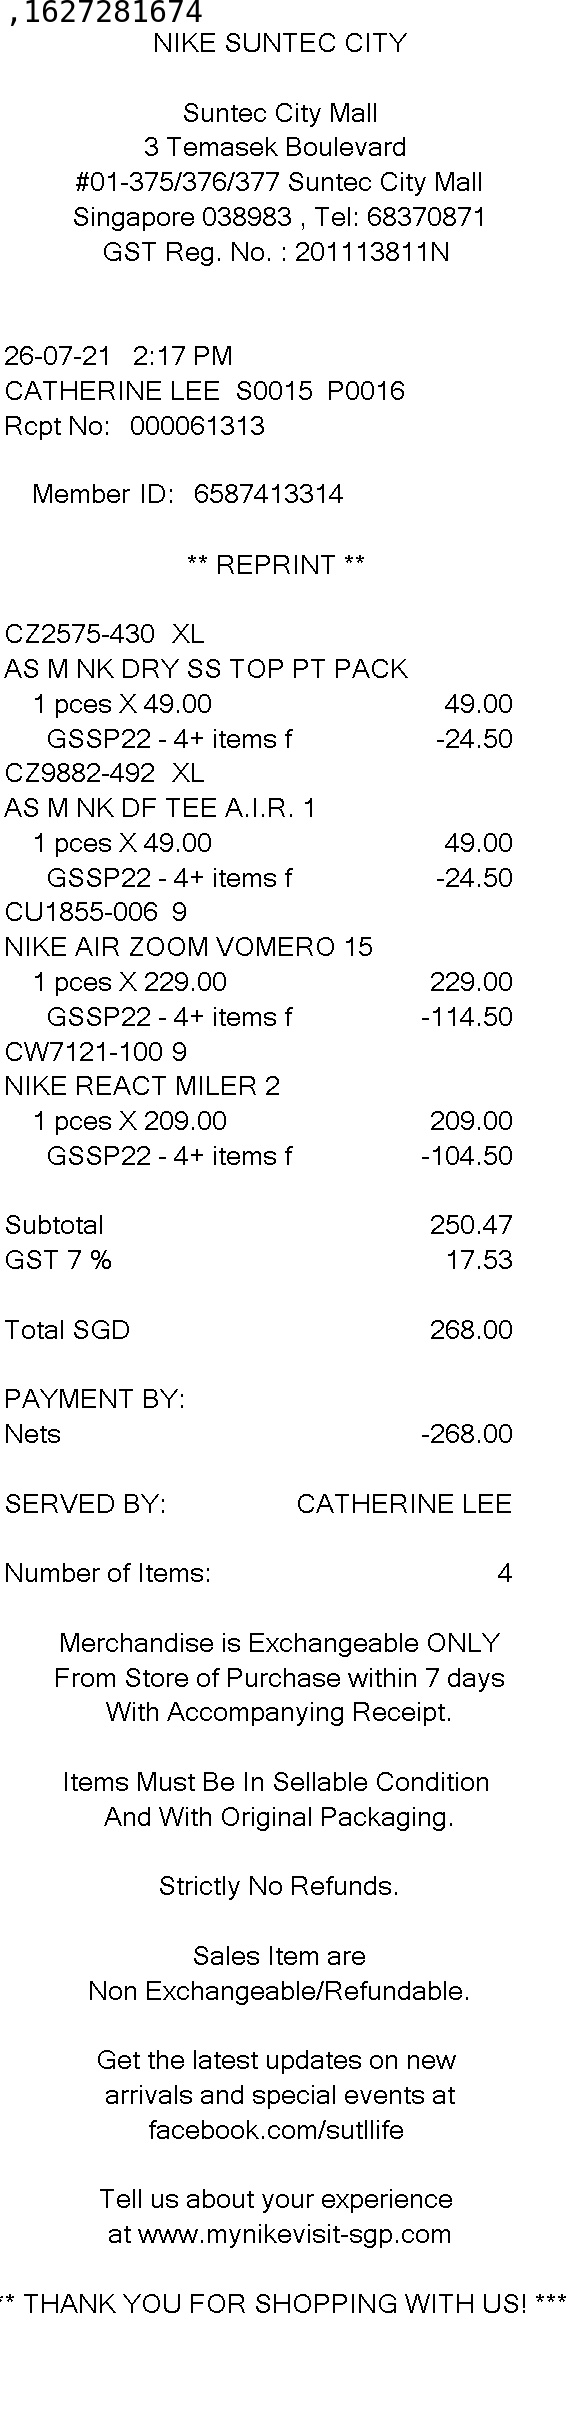 ,1627281674
NIKE SUNTEC CITY
Suntec City Mall
3 Temasek Boulevard
#01-375/376/377 Suntec City Mall
Singapore 038983 , Tel: 68370871
GST Reg. No. : 201113811N
26-07-21 2:17 PM
CATHERINE LEE S0015 P0016
Rcpt No: 000061313
Member ID: 6587413314
** REPRINT **
CZ2575-430 XL
AS M NK DRY SS TOP PT PACK
1 pces X 49.00 49.00
GSSP22 - 4+ items f -24.50
CZ9882-492 XL
AS M NK DF TEE A.I.R. 1
1 pces X 49.00 49.00
GSSP22 - 4+ items f -24.50
CU1855-006 9
NIKE AIR ZOOM VOMERO 15
1 pces X 229.00 229.00
GSSP22 - 4+ items f -114.50
CW7121-100 9
NIKE REACT MILER 2
1 pces X 209.00 209.00
GSSP22 - 4+ items f -104.50
Subtotal 250.47
GST 7 % 17.53
Total SGD 268.00
PAYMENT BY:
Nets -268.00
SERVED BY: CATHERINE LEE
Number of Items: 4
Merchandise is Exchangeable ONLY
From Store of Purchase within 7 days
With Accompanying Receipt.
Items Must Be In Sellable Condition
And With Original Packaging.
Strictly No Refunds.
Sales Item are
Non Exchangeable/Refundable.
Get the latest updates on new
arrivals and special events at
facebook.com/sutllife
Tell us about your experience
at www.mynikevisit-sgp.com
** THANK YOU FOR SHOPPING WITH US! ***